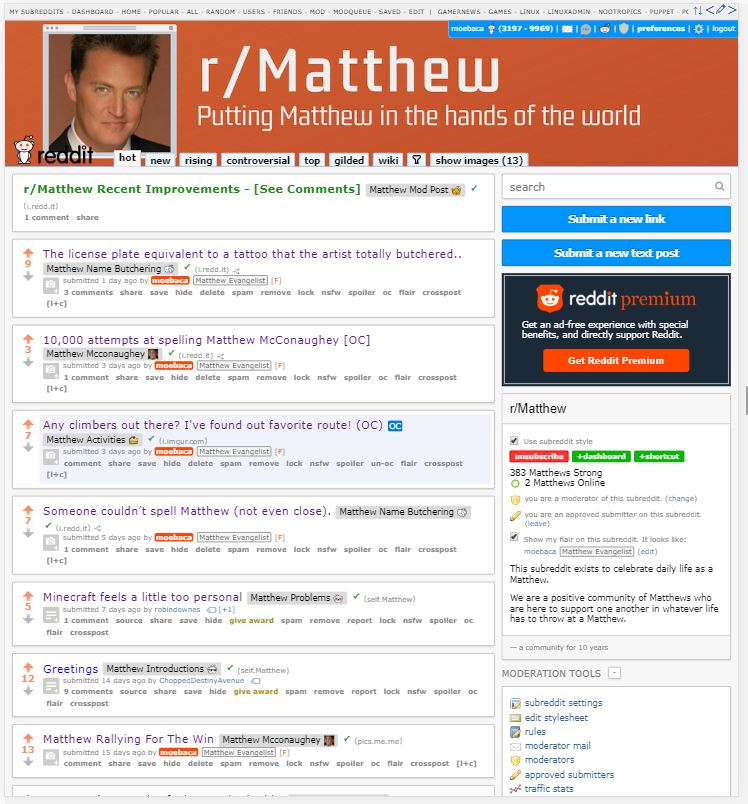 MY SUBREDDITS - DASHBOARD - HOME - POPULAR - ALL - RANDOM - USERS - FRIENDS - MOD - MODQUEUE - SAVED - EDIT | GAMERNEWS - GAMES - LINUX - LINUXADMIN - NOOTROPICS - PUPPET -
moebaca (3197 · 9969) | preferences | logout
r/Matthew
Putting Matthew in the hands of the world
reddit hot new rising controversial top gilded wiki show images (13)
r/Matthew Recent Improvements - [See Comments] Matthew Mod Post ✔
(i.redd.it)
1 comment share
The license plate equivalent to a tattoo that the artist totally butchered..
Matthew Name Butchering ✔ (i.redd.it)
9
submitted 1 day ago by moebaca Matthew Evangelist [F]
3 comments share save hide delete spam remove lock nsfw spoiler oc flair crosspost
[l+c]
10,000 attempts at spelling Matthew McConaughey [OC]
3
Matthew Mcconaughey ✔ (i.redd.it)
submitted 3 days ago by moebaca Matthew Evangelist [F]
1 comment share save hide delete spam remove lock nsfw spoiler oc flair crosspost
[l+c]
Any climbers out there? I've found out favorite route! (OC) OC
7
Matthew Activities ✔ (i.imgur.com)
submitted 3 days ago by moebaca Matthew Evangelist [F]
comment share save hide delete spam remove lock nsfw spoiler un-oc flair crosspost
[l+c]
Someone couldn't spell Matthew (not even close). Matthew Name Butchering
7
✔ (i.redd.it)
submitted 5 days ago by moebaca Matthew Evangelist [F]
1 comment share save hide delete spam remove lock nsfw spoiler oc flair crosspost
[l+c]
Minecraft feels a little too personal Matthew Problems ✔ (self.Matthew)
5
submitted 7 days ago by robindownes [+1]
1 comment source share save hide give award spam remove report lock nsfw spoiler oc
flair crosspost
Greetings Matthew Introductions ✔ (self.Matthew)
12
submitted 14 days ago by ChoppedDestinyAvenue
9 comments source share save hide give award spam remove report lock nsfw spoiler oc
flair crosspost
Matthew Rallying For The Win Matthew Mcconaughey ✔ (pics.me.me)
13
submitted 15 days ago by moebaca Matthew Evangelist [F]
comment share save hide delete spam remove lock nsfw spoiler oc flair crosspost [l+c]
search
Submit a new link
Submit a new text post
reddit premium
Get an ad-free experience with special
benefits, and directly support Reddit.
Get Reddit Premium
r/Matthew
Use subreddit style
unsubscribe +dashboard +shortcut
383 Matthews Strong
2 Matthews Online
you are a moderator of this subreddit. (change)
you are an approved submitter on this subreddit.
(leave)
Show my flair on this subreddit. It looks like:
moebaca Matthew Evangelist (edit)
This subreddit exists to celebrate daily life as a
Matthew.
We are a positive community of Matthews who
are here to support one another in whatever life
has to throw at a Matthew.
— a community for 10 years
MODERATION TOOLS -
subreddit settings
edit stylesheet
rules
moderator mail
moderators
approved submitters
traffic stats